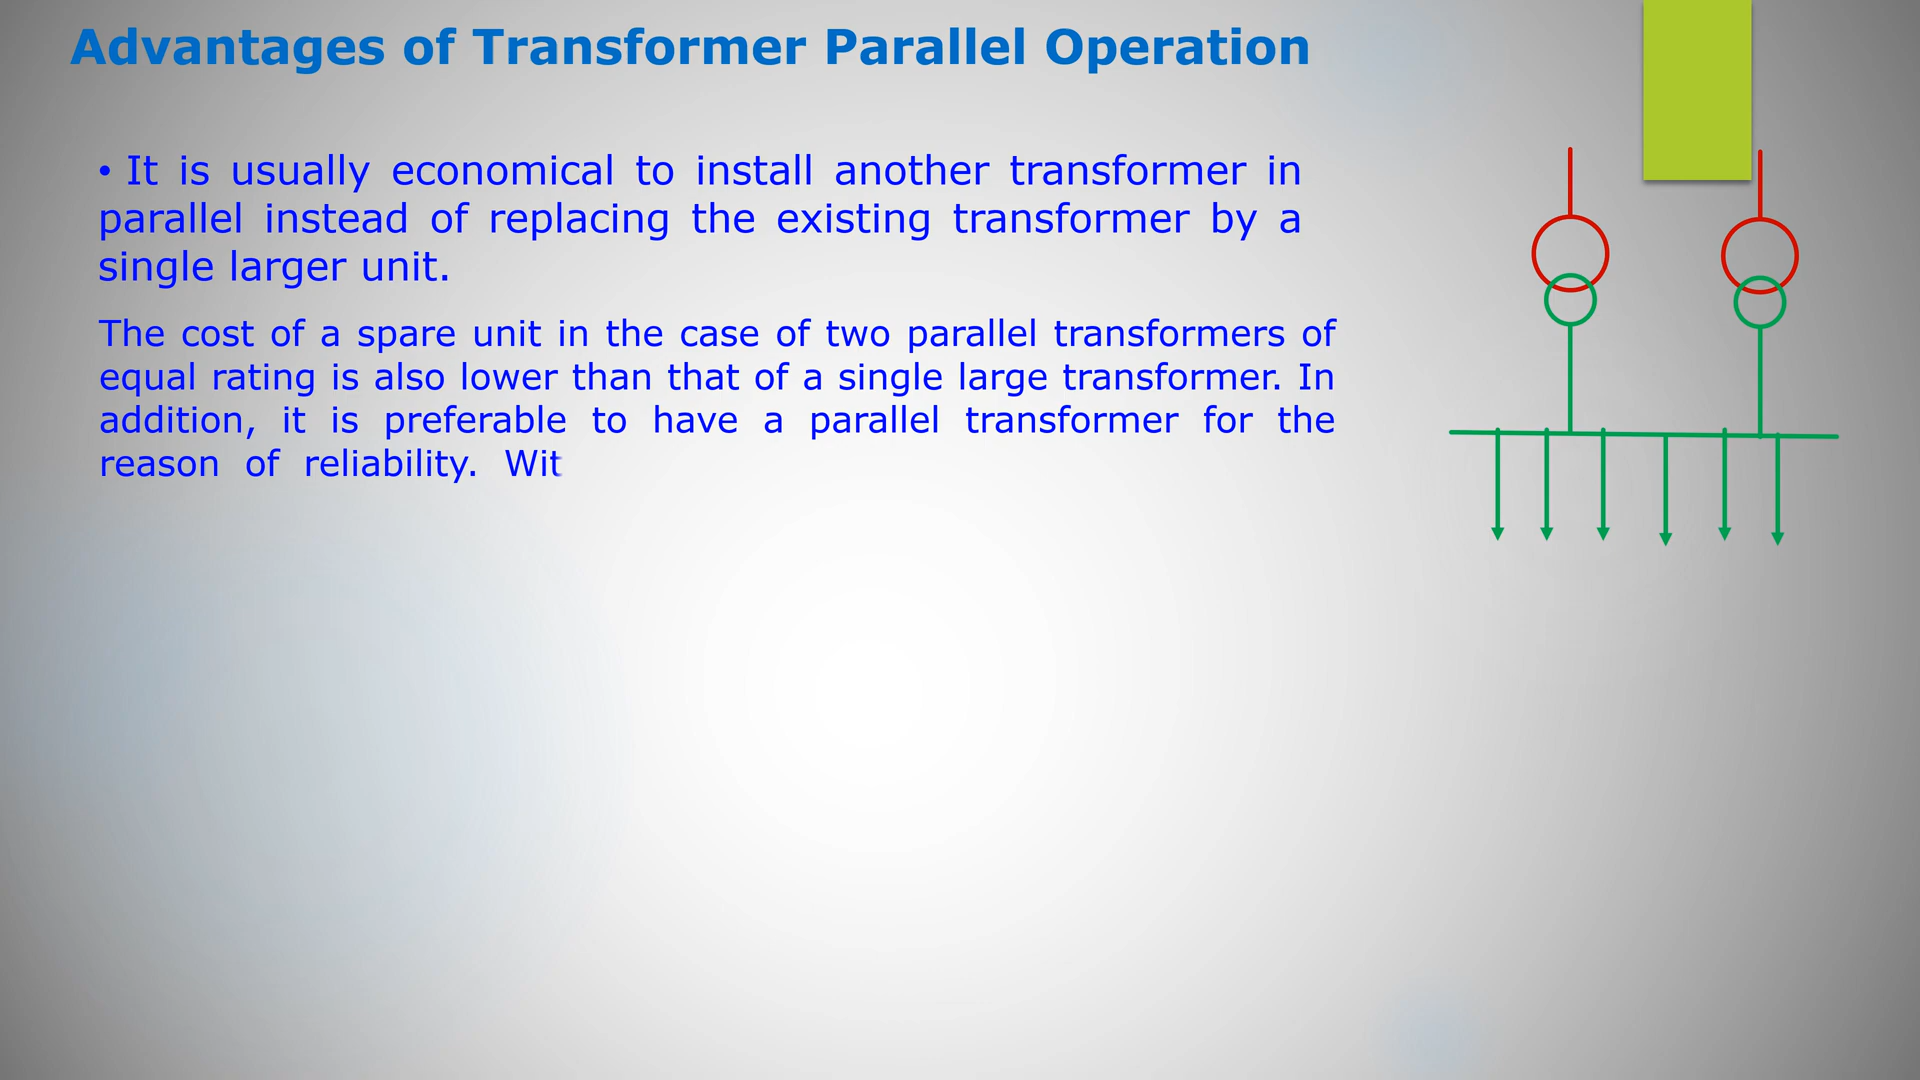 Advantages of Transformer Parallel Operation
• It is usually economical to install another transformer in
parallel instead of replacing the existing transformer by a
single larger unit.
The cost of a spare unit in the case of two parallel transformers of
equal rating is also lower than that of a single large transformer. In
addition, it is preferable to have a parallel transformer for the
reason of reliability. Wit